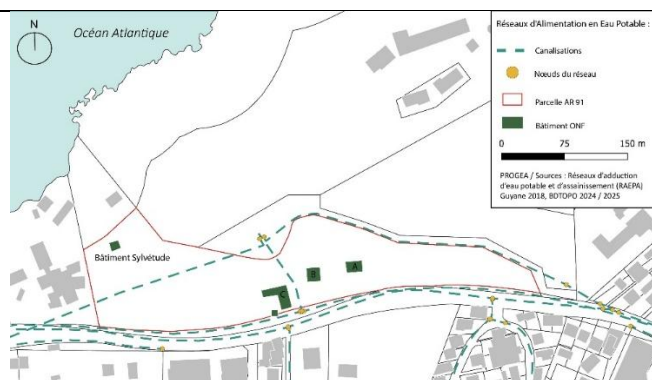 N
Océan Atlantique
Réseaux d'Alimentation en Eau Potable :
Canalisations
Nœuds du réseau
Parcelle AR 91
Bâtiment ONF
0 75 150 m
PROGEA / Sources : Réseaux d'adduction
d'eau potable et d'assainissement (RAEPA)
Guyane 2018, BDTOPO 2024 / 2025
Bâtiment Sylvétude
A
B
C